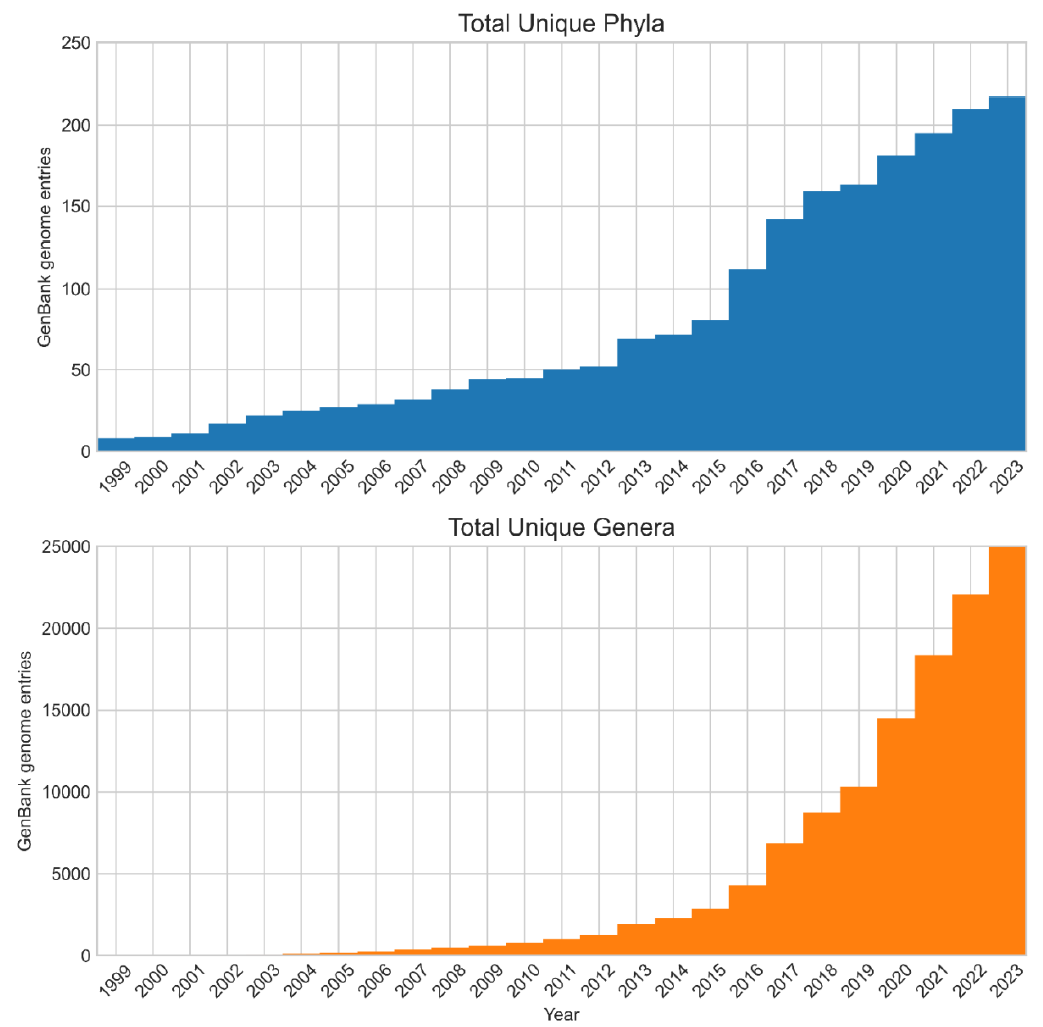 Total Unique Phyla
GenBank genome entries
250
200
150
100
50
0
1999 2000 2001 2002 2003 2004 2005 2006 2007 2008 2009 2010 2011 2012 2013 2014 2015 2016 2017 2018 2019 2020 2021 2022 2023
Total Unique Genera
GenBank genome entries
25000
20000
15000
10000
5000
0
1999 2000 2001 2002 2003 2004 2005 2006 2007 2008 2009 2010 2011 2012 2013 2014 2015 2016 2017 2018 2019 2020 2021 2022 2023
Year